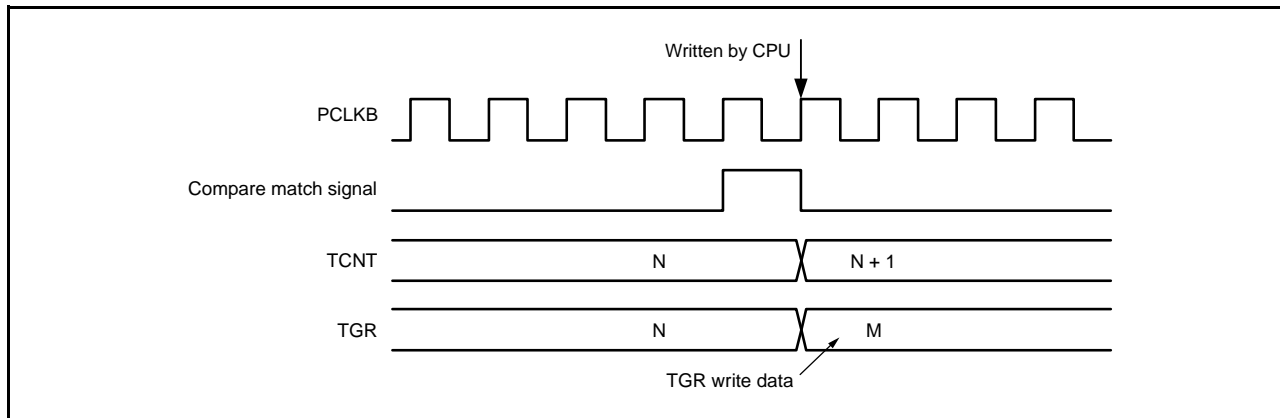 Written by CPU
PCLKB
Compare match signal
TCNT
N
N + 1
TGR
N
M
TGR write data